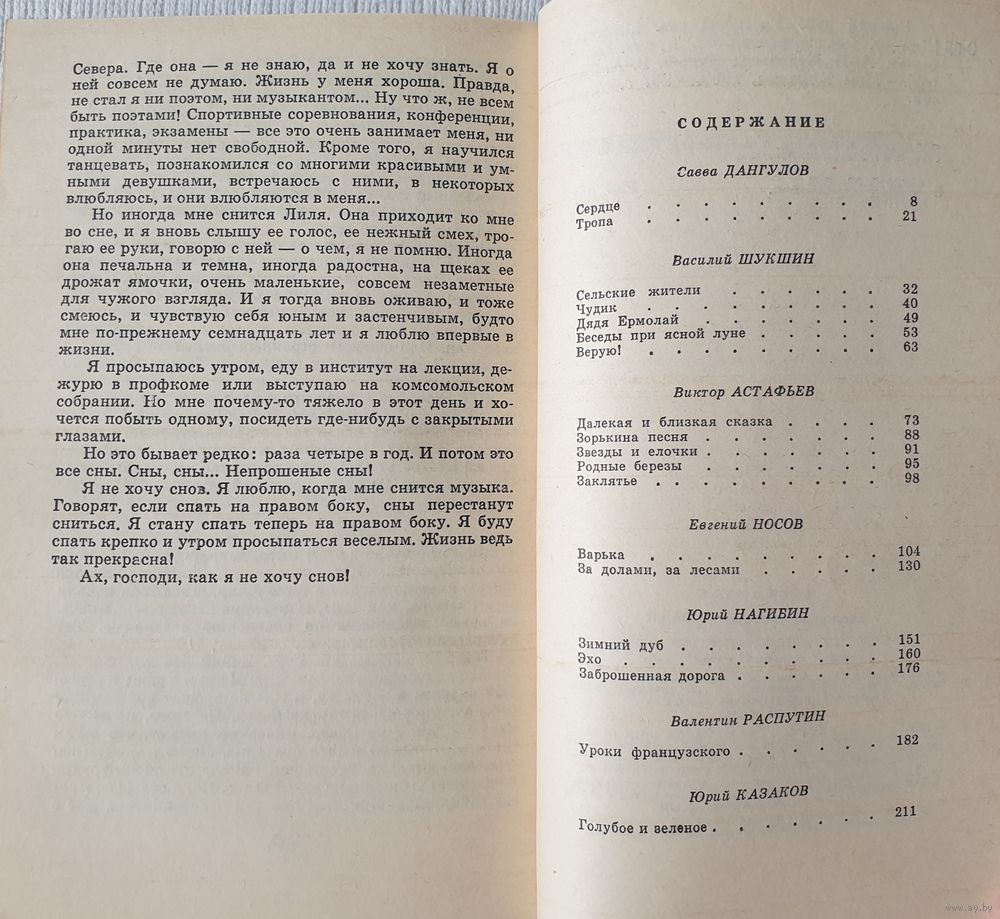 Севера. Где она — я не знаю, да и не хочу знать. Я о
ней совсем не думаю. Жизнь у меня хороша. Правда,
не стал я ни поэтом, ни музыкантом... Ну что ж, не всем
быть поэтами! Спортивные соревнования, конференции,
практика, экзамены — все это очень занимает меня, ни
одной минуты нет свободной. Кроме того, я научился
танцевать, познакомился со многими красивыми и ум-
ными девушками, встречаюсь с ними, в некоторых
влюбляюсь, и они влюбляются в меня...
Но иногда мне снится Лиля. Она приходит ко мне
во сне, и я вновь слышу ее голос, ее нежный смех, тро-
гаю ее руки, говорю с ней — о чем, я не помню. Иногда
она печальна и темна, иногда радостна, на щеках ее
дрожат ямочки, очень маленькие, совсем незаметные
для чужого взгляда. И я тогда вновь оживаю, и тоже
смеюсь, и чувствую себя юным и застенчивым, будто
мне по-прежнему семнадцать лет и я люблю впервые в
жизни.
Я просыпаюсь утром, еду в институт на лекции, де-
журю в профкоме или выступаю на комсомольском
собрании. Но мне почему-то тяжело в этот день и хо-
чется побыть одному, посидеть где-нибудь с закрытыми
глазами.
Но это бывает редко: раза четыре в год. И потом это
все сны. Сны, сны... Непрошеные сны!
Я не хочу снов. Я люблю, когда мне снится музыка.
Говорят, если спать на правом боку, сны перестанут
сниться. Я стану спать теперь на правом боку. Я буду
спать крепко и утром просыпаться веселым. Жизнь ведь
так прекрасна!
Ах, господи, как я не хочу снов!
СОДЕРЖАНИЕ
Савва ДАНГУЛОВ
Сердце . . . . . . . . . 8
Тропа . . . . . . . . . . 21
Василий ШУКШИН
Сельские жители . . . . . . 32
Чудик . . . . . . . . . 40
Дядя Ермолай . . . . . . . 49
Беседы при ясной луне . . . . . 53
Верую! . . . . . . . . . 63
Виктор АСТАФЬЕВ
Далекая и близкая сказка . . . . 73
Зорькина песня . . . . . . . 88
Звезды и елочки . . . . . . 91
Родные березы . . . . . . . 95
Заклятье . . . . . . . . . 98
Евгений НОСОВ
Варька . . . . . . . . . 104
За долами, за лесами . . . . . 130
Юрий НАГИБИН
Зимний дуб . . . . . . . . 151
Эхо . . . . . . . . . . 160
Заброшенная дорога . . . . . . 176
Валентин РАСПУТИН
Уроки французского . . . . . . 182
Юрий КАЗАКОВ
Голубое и зеленое . . . . . . . 211
www.ay.by